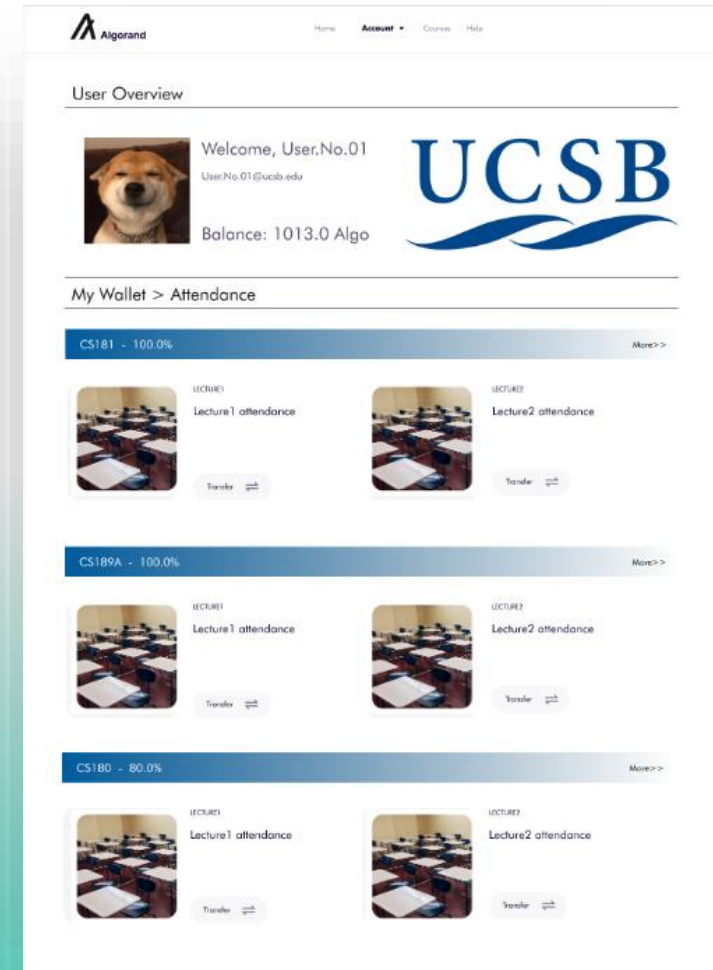 Algorand
Home Account Courses Help
User Overview
Welcome, User.No.01
User.No.01@ucsb.edu
Balance: 1013.0 Algo
UCSB
My Wallet > Attendance
CS181 - 100.0% More>>
LECTURE1 LECTURE2
Lecture1 attendance Lecture2 attendance
Transfer Transfer
CS189A - 100.0% More>>
LECTURE1 LECTURE2
Lecture1 attendance Lecture2 attendance
Transfer Transfer
CS180 - 80.0% More>>
LECTURE1 LECTURE2
Lecture1 attendance Lecture2 attendance
Transfer Transfer